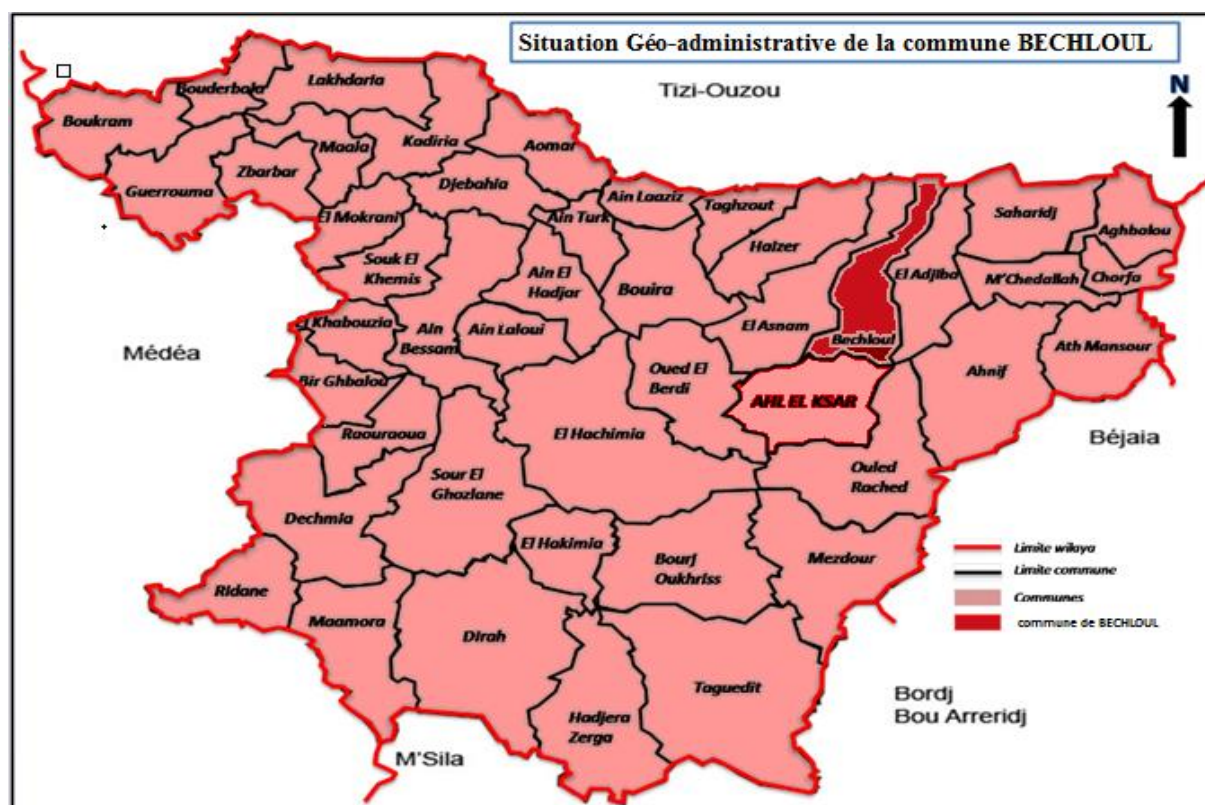 Situation Géo-administrative de la commune BECHLOUL
Tizi-Ouzou
N
Bouderbala
Lakhdaria
Boukram
Maala
Kadiria
Aomar
Guerrouma
Zbarbar
Djebahia
Ain Laaziz
Taghzout
Saharidj
Aghbalou
El Mokrani
Ain Turk
Haizer
Souk El
Khemis
Ain El
Hadjar
Bouira
El Adjiba
M'Chedallah
Chorfa
Khabouzia
Ain
Bessam
Ain Laloui
El Asnam
Bechloul
Ath Mansour
Médéa
Bir Ghbalou
Oued El
Berdi
Ahnif
AHL EL KSAR
Raouraoua
El Hachimia
Béjaia
Sour El
Ghozlane
Ouled
Rached
Dechmia
El Hakimia
Bourj
Oukhriss
Mezdour
Ridane
Maamora
Dirah
Taguedit
Hadjera
Zerga
M'Sila
Bordj
Bou Arreridj
Limite wilaya
Limite commune
Communes
commune de BECHLOUL